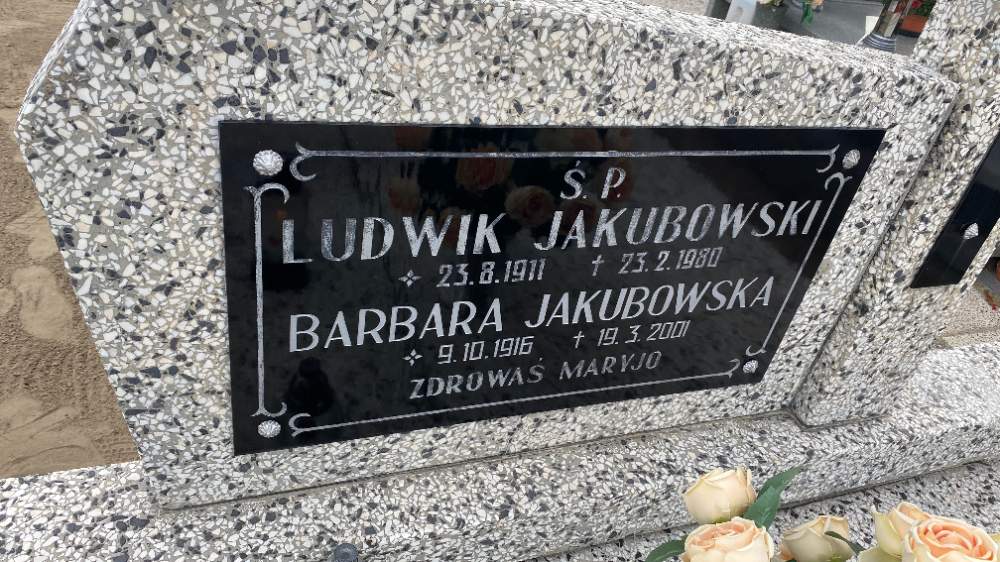 Ś. P.
LUDWIK JAKUBOWSKI
✧ 23.8.1911 † 23.2.1980
BARBARA JAKUBOWSKA
✧ 9.10.1916 † 19.3.2001
ZDROWAŚ MARYJO